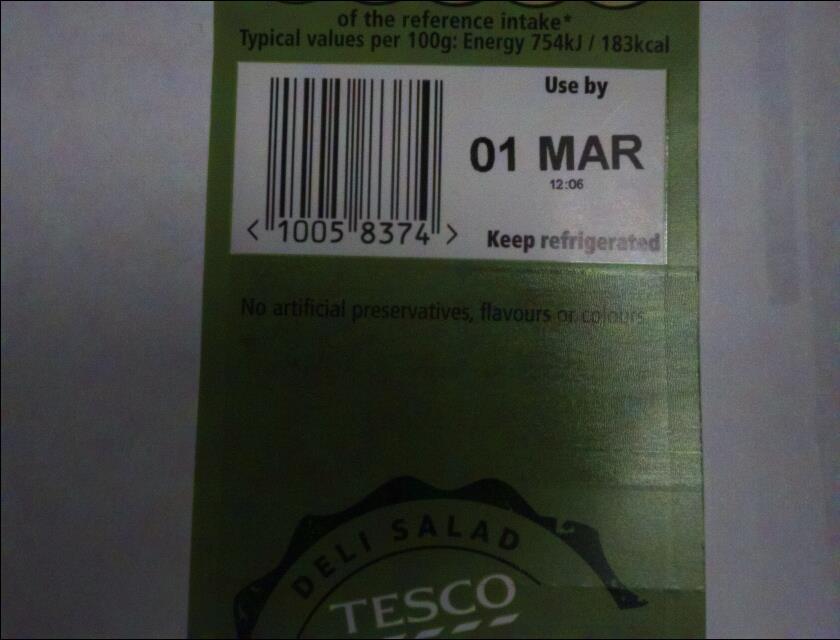 of the reference intake*
Typical values per 100g: Energy 754kJ / 183kcal
Use by
01 MAR
12:06
< 1005 8374 >
Keep refrigerated
No artificial preservatives, flavours or colours
DELI SALAD
TESCO